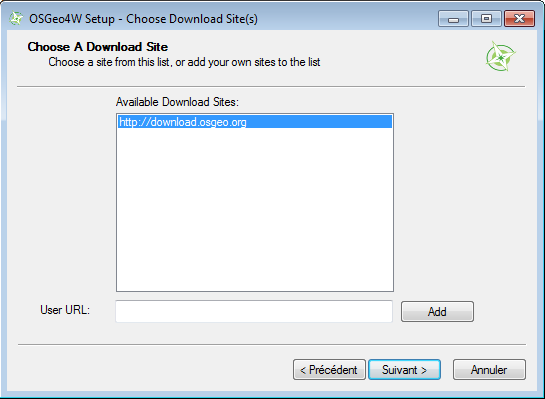 OSGeo4W Setup - Choose Download Site(s)
Choose A Download Site
Choose a site from this list, or add your own sites to the list
Available Download Sites:
http://download.osgeo.org
User URL:
Add
< Précédent
Suivant >
Annuler